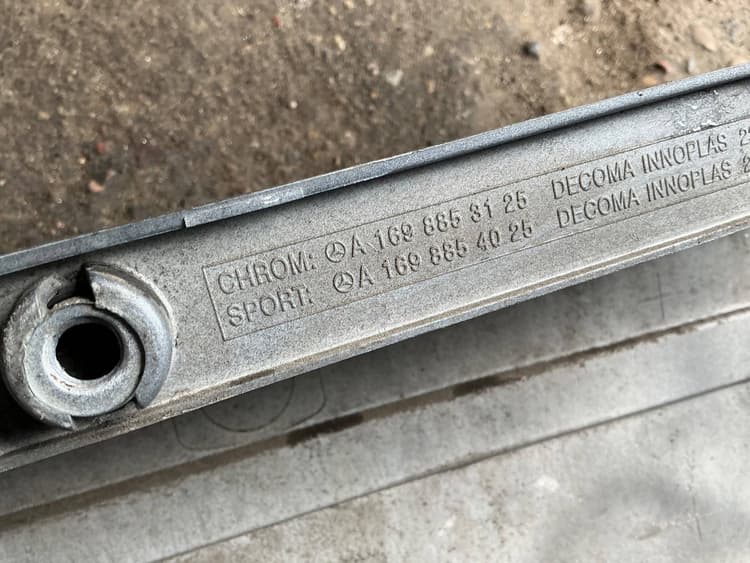 CHROM: A 169 885 31 25 DECOMA INNOPLAS
SPORT: A 169 885 40 25 DECOMA INNOPLAS